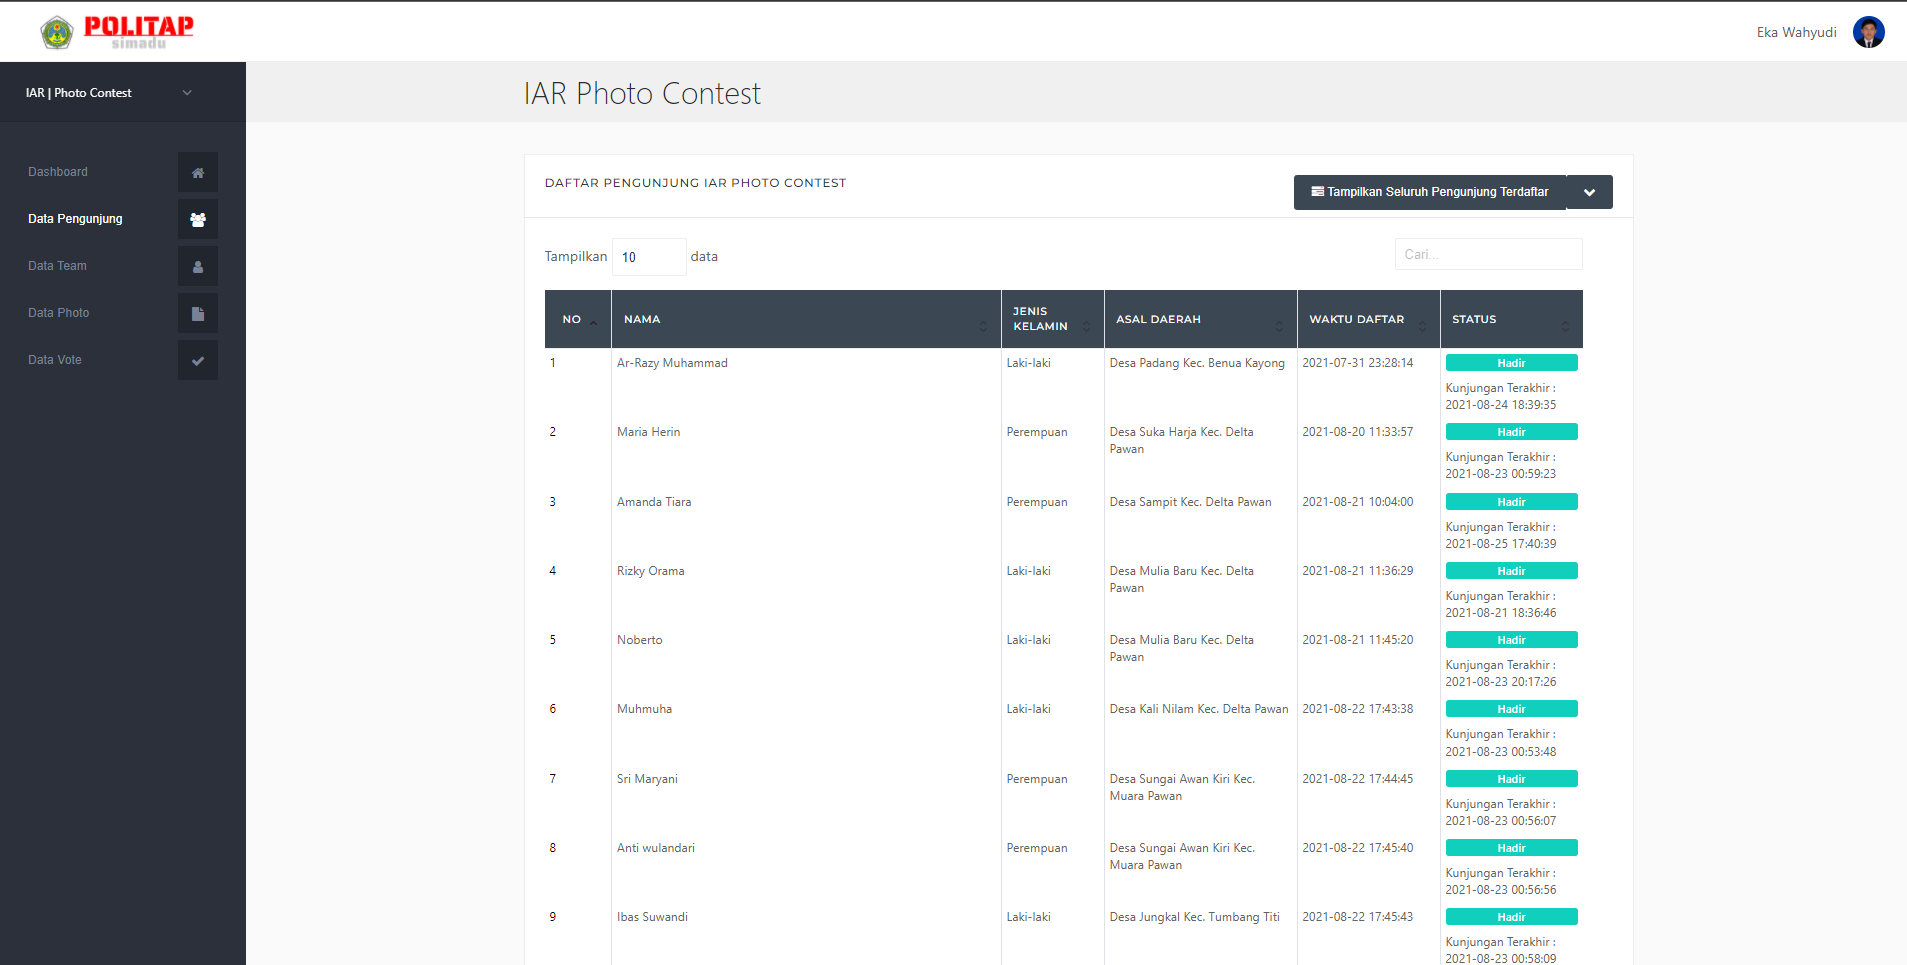 POLITAP
simadu
Eka Wahyudi
IAR | Photo Contest
IAR Photo Contest
Dashboard
Data Pengunjung
Data Team
Data Photo
Data Vote
DAFTAR PENGUNJUNG IAR PHOTO CONTEST
Tampilkan Seluruh Pengunjung Terdaftar
Tampilkan 10 data
Cari...
NO NAMA JENIS KELAMIN ASAL DAERAH WAKTU DAFTAR STATUS
1 Ar-Razy Muhammad Laki-laki Desa Padang Kec. Benua Kayong 2021-07-31 23:28:14 Hadir
Kunjungan Terakhir :
2021-08-24 18:39:35
2 Maria Herin Perempuan Desa Suka Harja Kec. Delta Pawan 2021-08-20 11:33:57 Hadir
Kunjungan Terakhir :
2021-08-23 00:59:23
3 Amanda Tiara Perempuan Desa Sampit Kec. Delta Pawan 2021-08-21 10:04:00 Hadir
Kunjungan Terakhir :
2021-08-25 17:40:39
4 Rizky Orama Laki-laki Desa Mulia Baru Kec. Delta Pawan 2021-08-21 11:36:29 Hadir
Kunjungan Terakhir :
2021-08-21 18:36:46
5 Noberto Laki-laki Desa Mulia Baru Kec. Delta Pawan 2021-08-21 11:45:20 Hadir
Kunjungan Terakhir :
2021-08-23 20:17:26
6 Muhmuha Laki-laki Desa Kali Nilam Kec. Delta Pawan 2021-08-22 17:43:38 Hadir
Kunjungan Terakhir :
2021-08-23 00:53:48
7 Sri Maryani Perempuan Desa Sungai Awan Kiri Kec. Muara Pawan 2021-08-22 17:44:45 Hadir
Kunjungan Terakhir :
2021-08-23 00:56:07
8 Anti wulandari Perempuan Desa Sungai Awan Kiri Kec. Muara Pawan 2021-08-22 17:45:40 Hadir
Kunjungan Terakhir :
2021-08-23 00:56:56
9 Ibas Suwandi Laki-laki Desa Jungkal Kec. Tumbang Titi 2021-08-22 17:45:43 Hadir
Kunjungan Terakhir :
2021-08-23 00:58:09